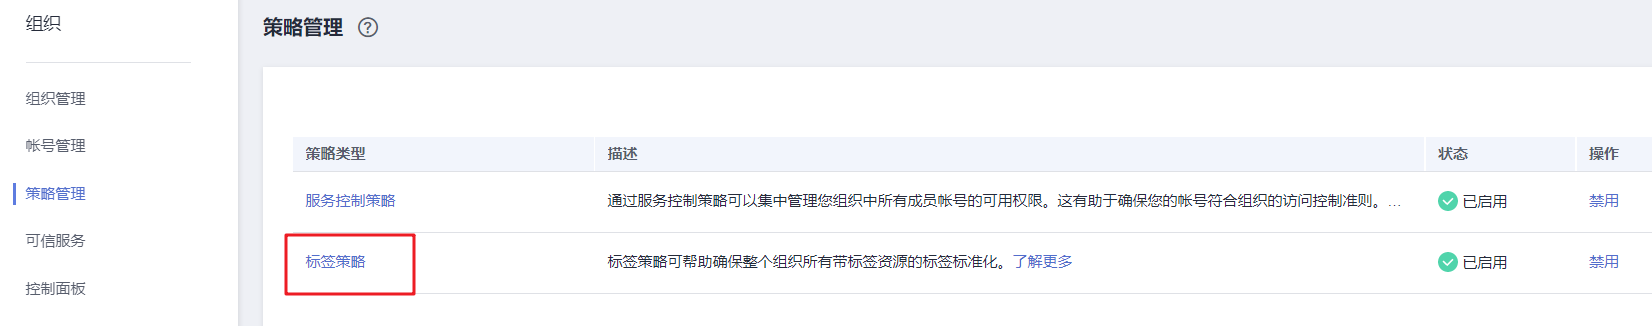 组织
组织管理
帐号管理
策略管理
可信服务
控制面板
策略管理 ?
策略类型 描述 状态 操作
服务控制策略 通过服务控制策略可以集中管理您组织中所有成员帐号的可用权限。这有助于确保您的帐号符合组织的访问控制准则。... 已启用 禁用
标签策略 标签策略可帮助确保整个组织所有带标签资源的标签标准化。了解更多 已启用 禁用